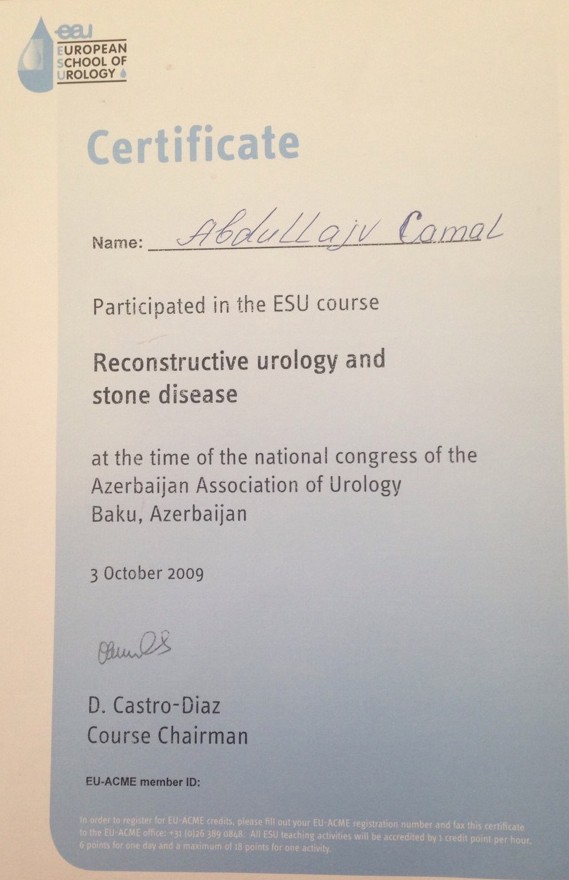 eau
EUROPEAN
SCHOOL OF
UROLOGY
Certificate
Name: Abdullajv Camal
Participated in the ESU course
Reconstructive urology and
stone disease
at the time of the national congress of the
Azerbaijan Association of Urology
Baku, Azerbaijan
3 October 2009
D. Castro-Diaz
Course Chairman
EU-ACME member ID:
In order to register for EU-ACME credits, please fill out your EU-ACME registration number and fax this certificate
to the EU-ACME office: +31 (0)26 389 0848. All ESU teaching activities will be accredited by 1 credit point per hour,
6 points for one day and a maximum of 18 points for one activity.